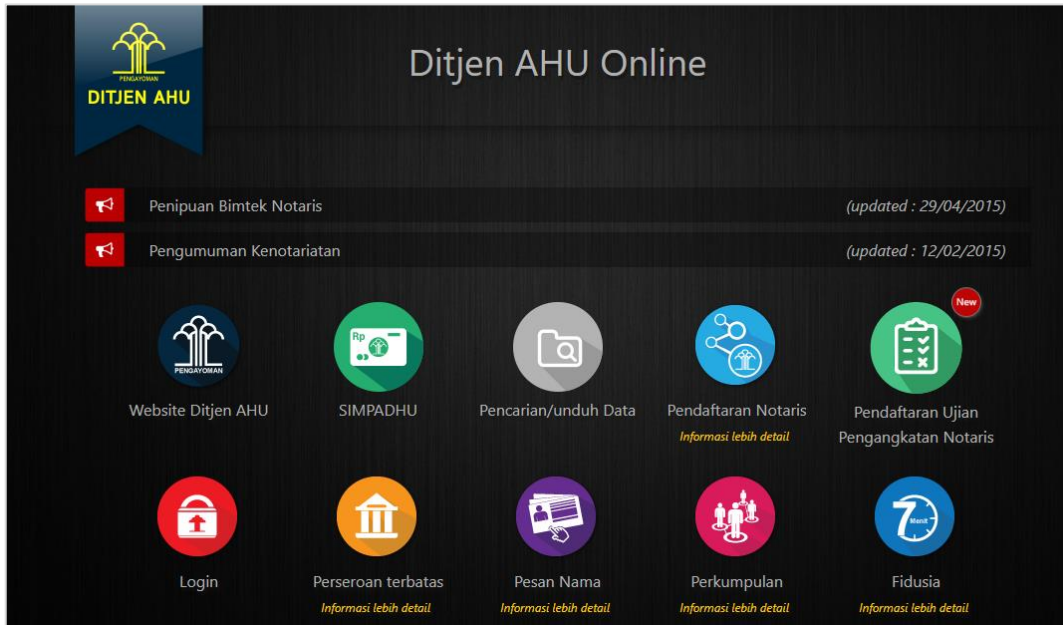 PENGAYOMAN
DITJEN AHU
Ditjen AHU Online
Penipuan Bimtek Notaris (updated : 29/04/2015)
Pengumuman Kenotariatan (updated : 12/02/2015)
New
Rp
PENGAYOMAN
Website Ditjen AHU SIMPADHU Pencarian/unduh Data Pendaftaran Notaris Pendaftaran Ujian
Informasi lebih detail Pengangkatan Notaris
7 Menit
Login Perseroan terbatas Pesan Nama Perkumpulan Fidusia
Informasi lebih detail Informasi lebih detail Informasi lebih detail Informasi lebih detail